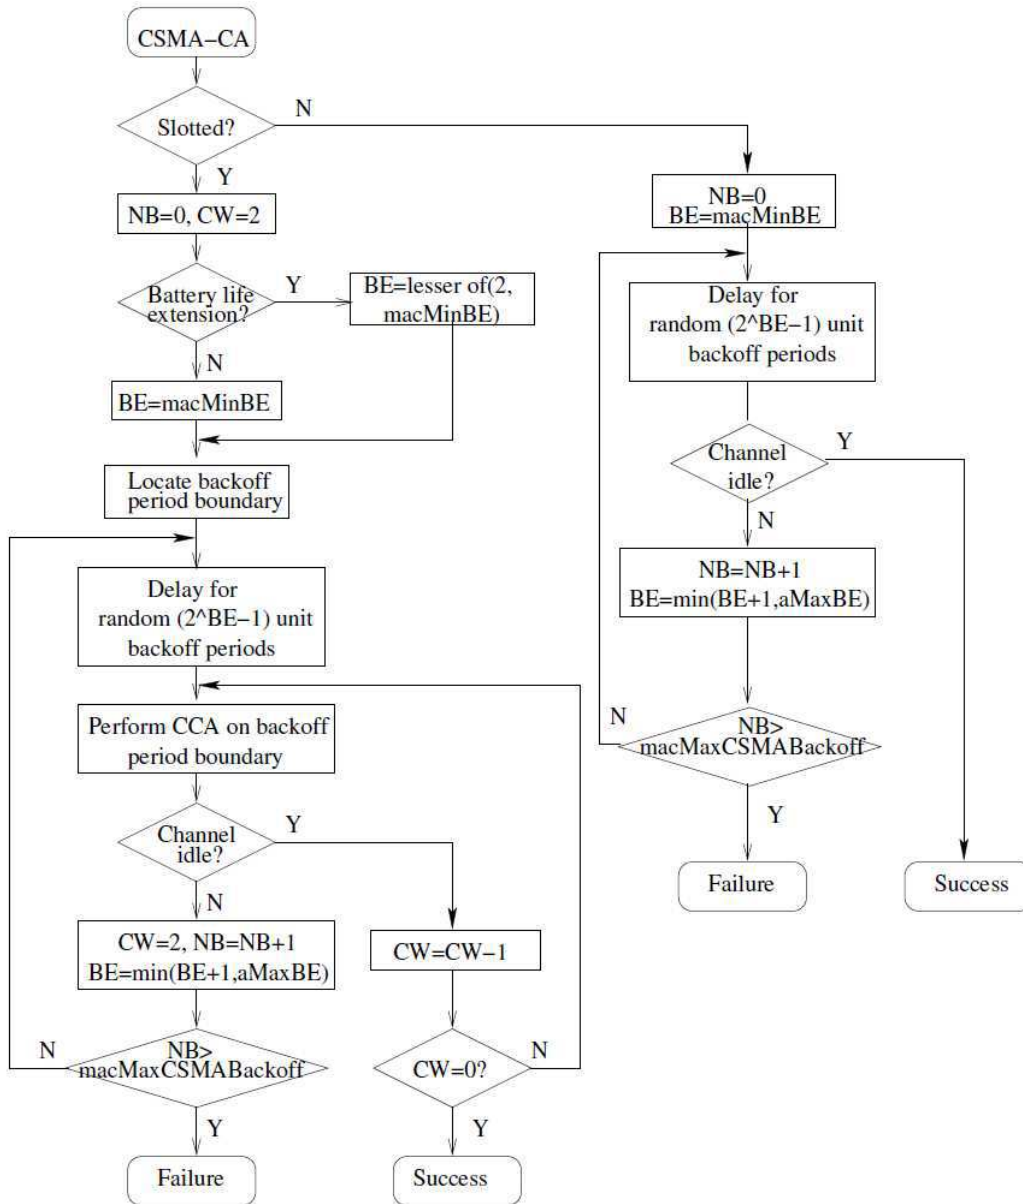 CSMA-CA
Slotted?
N
Y
NB=0, CW=2
Battery life
extension?
Y
BE=lesser of(2,
macMinBE)
N
BE=macMinBE
Locate backoff
period boundary
Delay for
random (2^BE-1) unit
backoff periods
Perform CCA on backoff
period boundary
Channel
idle?
Y
N
CW=2, NB=NB+1
BE=min(BE+1,aMaxBE)
CW=CW-1
NB>
macMaxCSMABackoff
N
Y
Failure
CW=0?
N
Y
Success
NB=0
BE=macMinBE
Delay for
random (2^BE-1) unit
backoff periods
Channel
idle?
Y
N
NB=NB+1
BE=min(BE+1,aMaxBE)
N
NB>
macMaxCSMABackoff
Y
Failure
Success